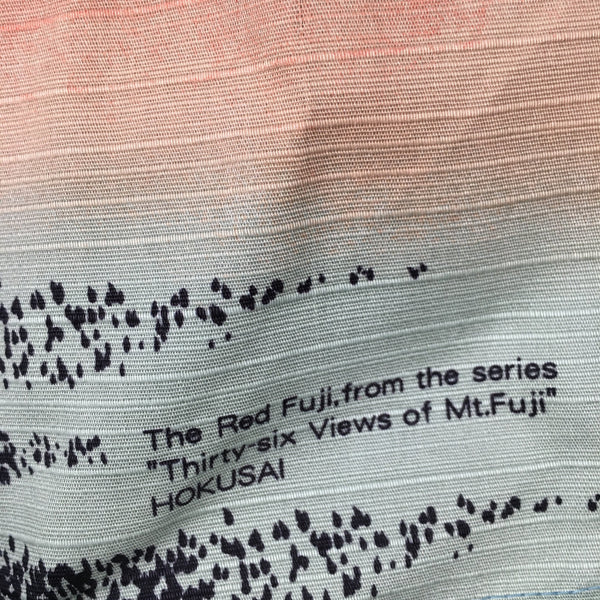 The Red Fuji.from the series
"Thirty-six Views of Mt.Fuji"
HOKUSAI